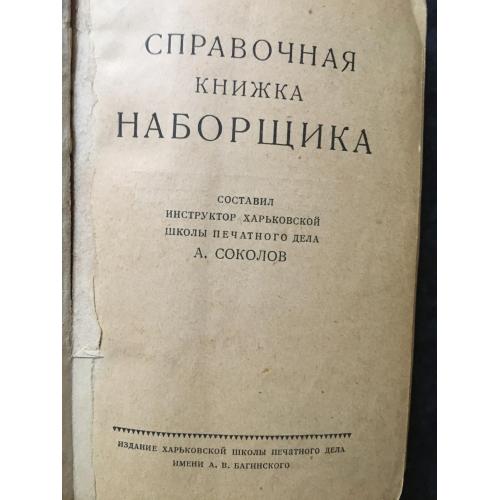 СПРАВОЧНАЯ
КНИЖКА
НАБОРЩИКА
СОСТАВИЛ
ИНСТРУКТОР ХАРЬКОВСКОЙ
ШКОЛЫ ПЕЧАТНОГО ДЕЛА
А. СОКОЛОВ
ИЗДАНИЕ ХАРЬКОВСКОЙ ШКОЛЫ ПЕЧАТНОГО ДЕЛА
ИМЕНИ А. В. БАГИНСКОГО